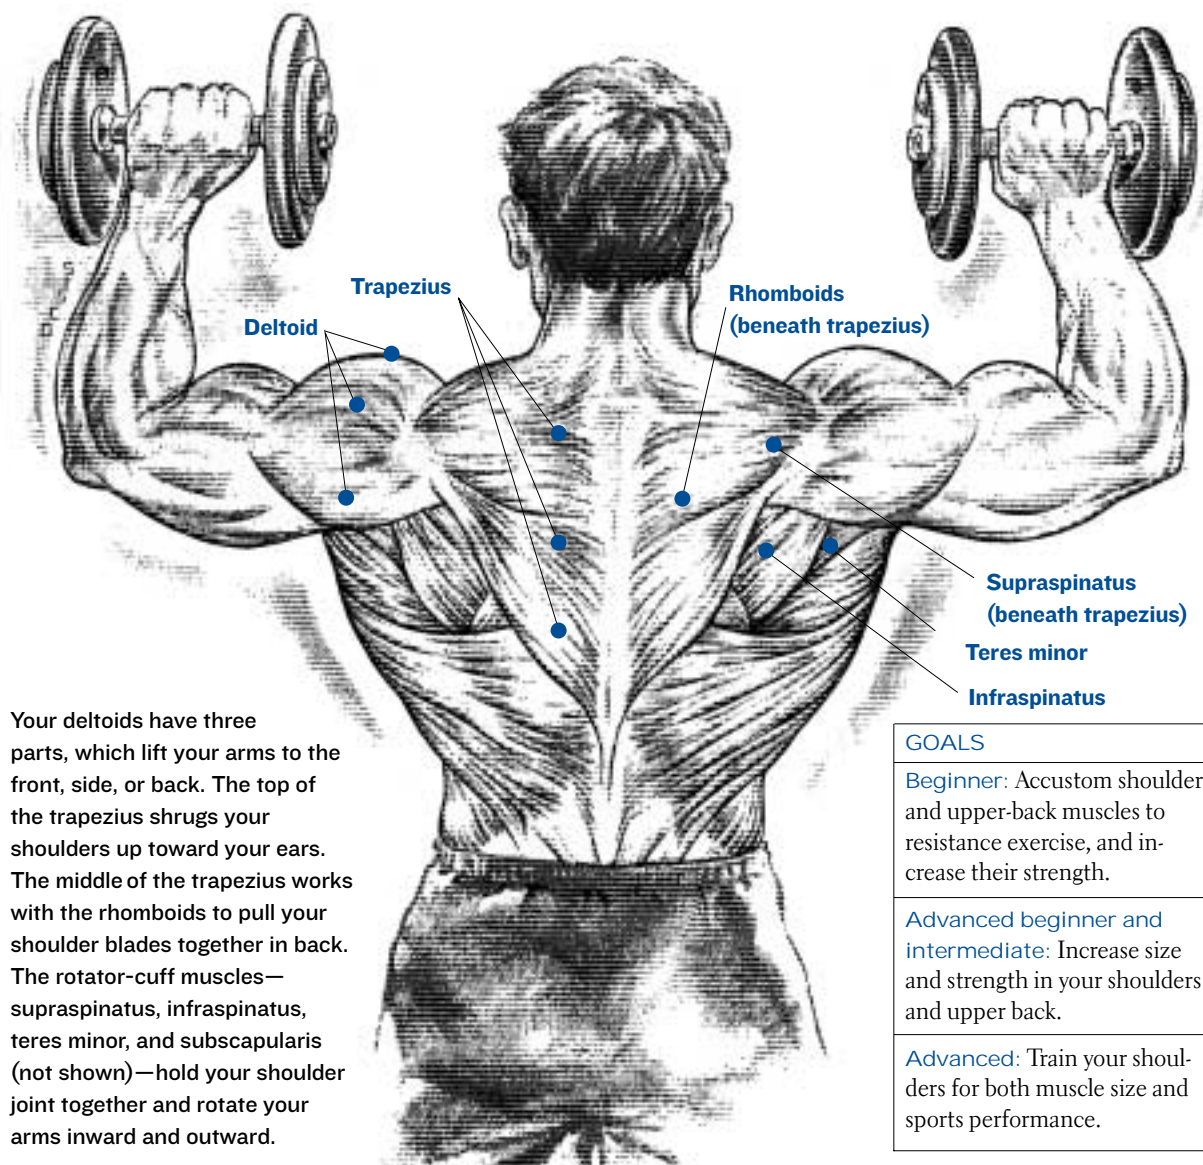 Trapezius
Deltoid
Rhomboids
(beneath trapezius)
Supraspinatus
(beneath trapezius)
Teres minor
Infraspinatus
Your deltoids have three
parts, which lift your arms to the
front, side, or back. The top of
the trapezius shrugs your
shoulders up toward your ears.
The middle of the trapezius works
with the rhomboids to pull your
shoulder blades together in back.
The rotator-cuff muscles—
supraspinatus, infraspinatus,
teres minor, and subscapularis
(not shown)—hold your shoulder
joint together and rotate your
arms inward and outward.
GOALS
Beginner: Accustom shoulder
and upper-back muscles to
resistance exercise, and in-
crease their strength.
Advanced beginner and
intermediate: Increase size
and strength in your shoulders
and upper back.
Advanced: Train your shoul-
ders for both muscle size and
sports performance.